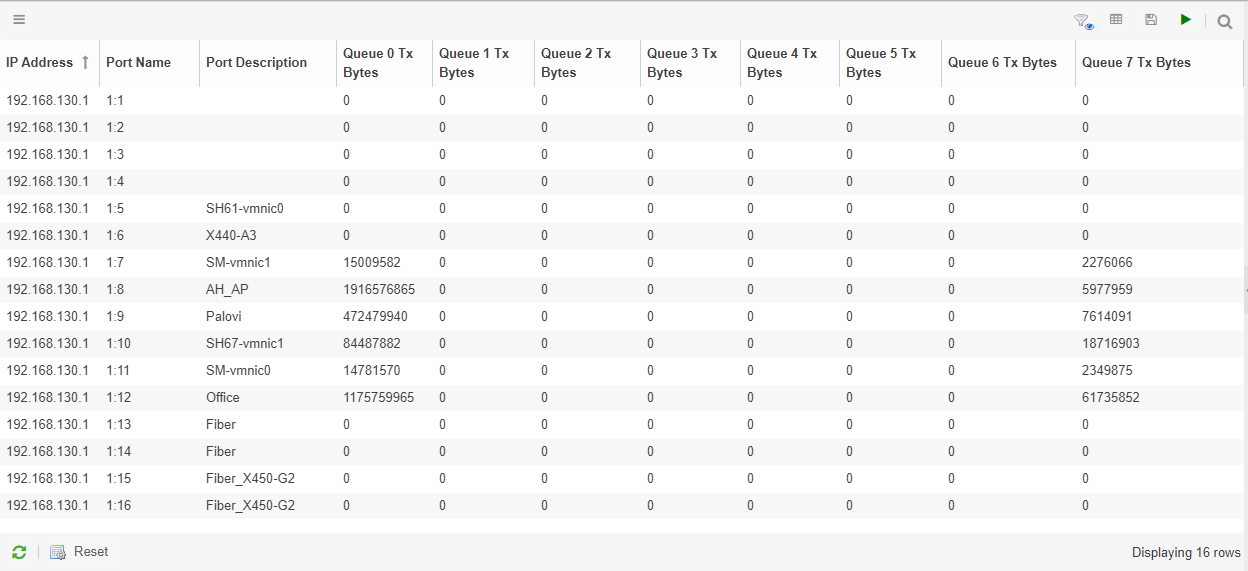 IP Address ↑ Port Name Port Description Queue 0 Tx Bytes Queue 1 Tx Bytes Queue 2 Tx Bytes Queue 3 Tx Bytes Queue 4 Tx Bytes Queue 5 Tx Bytes Queue 6 Tx Bytes Queue 7 Tx Bytes
192.168.130.1 1:1 0 0 0 0 0 0 0 0
192.168.130.1 1:2 0 0 0 0 0 0 0 0
192.168.130.1 1:3 0 0 0 0 0 0 0 0
192.168.130.1 1:4 0 0 0 0 0 0 0 0
192.168.130.1 1:5 SH61-vmnic0 0 0 0 0 0 0 0 0
192.168.130.1 1:6 X440-A3 0 0 0 0 0 0 0 0
192.168.130.1 1:7 SM-vmnic1 15009582 0 0 0 0 0 0 2276066
192.168.130.1 1:8 AH_AP 1916576865 0 0 0 0 0 0 5977959
192.168.130.1 1:9 Palovi 472479940 0 0 0 0 0 0 7614091
192.168.130.1 1:10 SH67-vmnic1 84487882 0 0 0 0 0 0 18716903
192.168.130.1 1:11 SM-vmnic0 14781570 0 0 0 0 0 0 2349875
192.168.130.1 1:12 Office 1175759965 0 0 0 0 0 0 61735852
192.168.130.1 1:13 Fiber 0 0 0 0 0 0 0 0
192.168.130.1 1:14 Fiber 0 0 0 0 0 0 0 0
192.168.130.1 1:15 Fiber_X450-G2 0 0 0 0 0 0 0 0
192.168.130.1 1:16 Fiber_X450-G2 0 0 0 0 0 0 0 0
Reset Displaying 16 rows